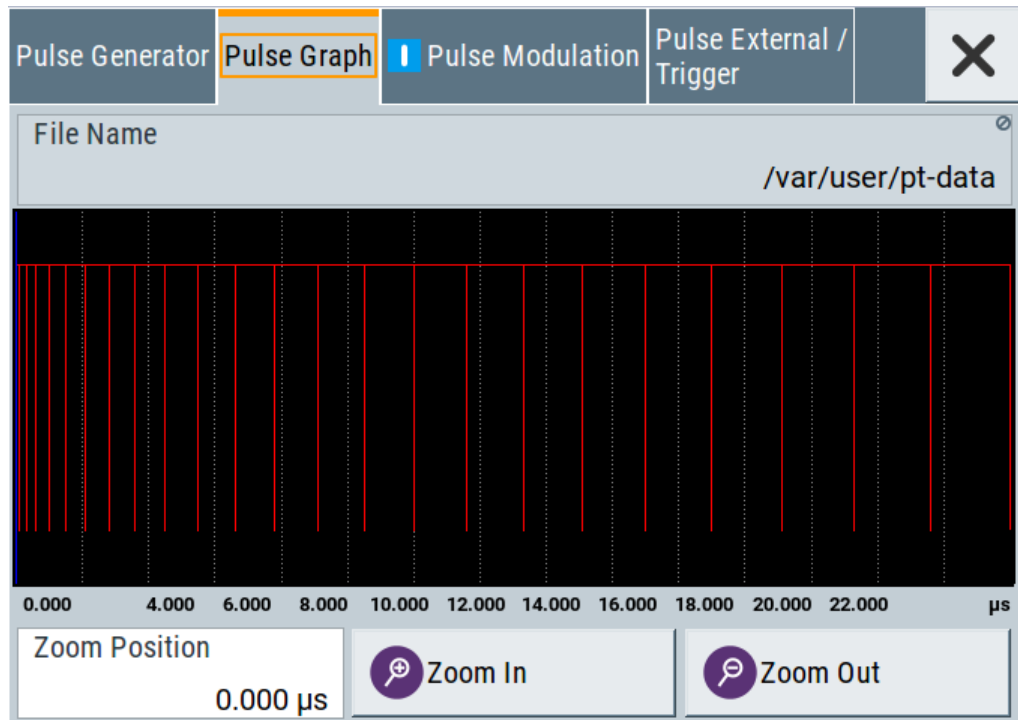 Pulse Generator Pulse Graph Pulse Modulation Pulse External /
Trigger
File Name
/var/user/pt-data
0.000 4.000 6.000 8.000 10.000 12.000 14.000 16.000 18.000 20.000 22.000 µs
Zoom Position
0.000 µs
Zoom In
Zoom Out